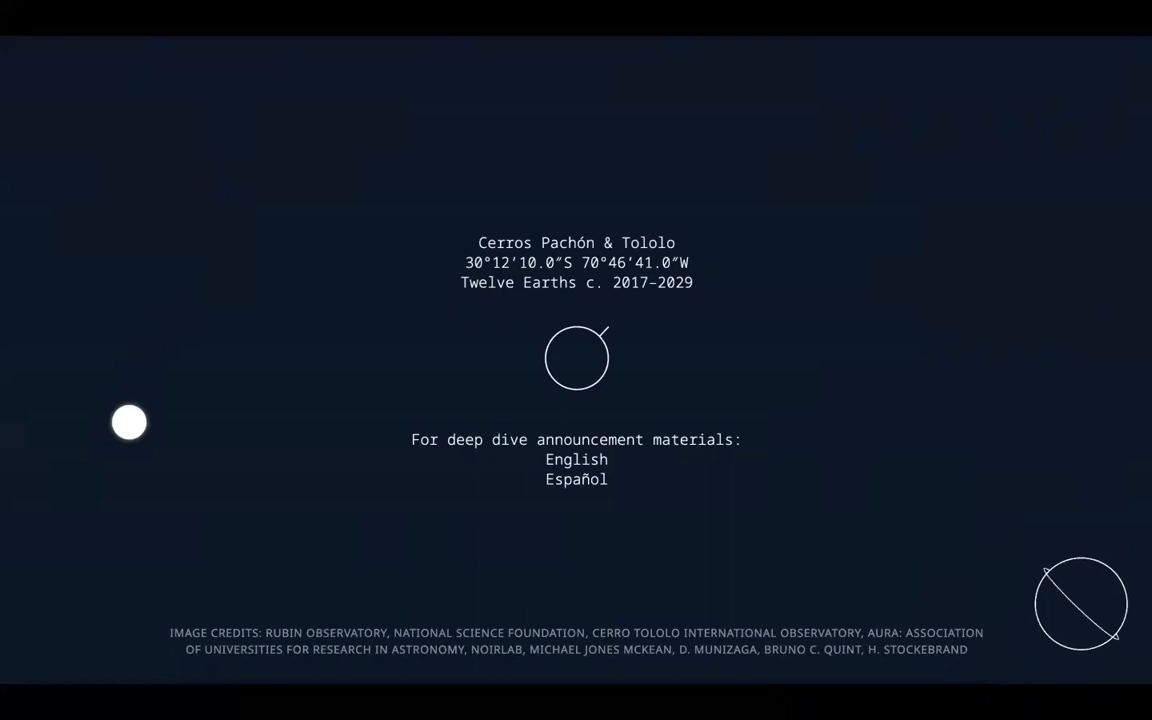 Cerros Pachón & Tololo
30°12’10.0”S 70°46’41.0”W
Twelve Earths c. 2017–2029
For deep dive announcement materials:
English
Español
IMAGE CREDITS: RUBIN OBSERVATORY, NATIONAL SCIENCE FOUNDATION, CERRO TOLOLO INTERNATIONAL OBSERVATORY, AURA: ASSOCIATION
OF UNIVERSITIES FOR RESEARCH IN ASTRONOMY, NOIRLAB, MICHAEL JONES MCKEAN, D. MUNIZAGA, BRUNO C. QUINT, H. STOCKEBRAND